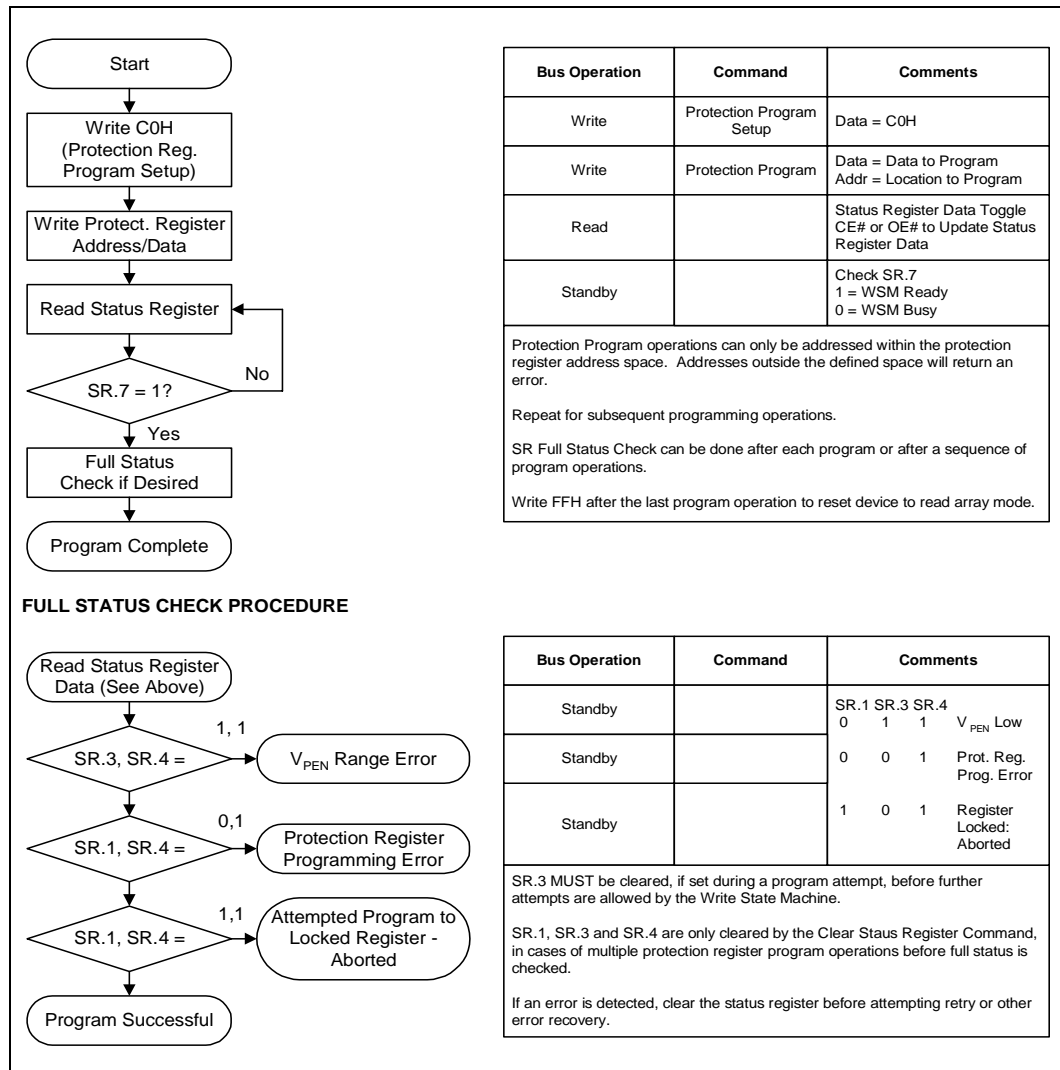 Start
Write C0H
(Protection Reg.
Program Setup)
Write Protect. Register
Address/Data
Read Status Register
No
SR.7 = 1?
Yes
Full Status
Check if Desired
Program Complete
Bus Operation Command Comments
Write Protection Program Setup Data = C0H
Write Protection Program Data = Data to Program
Addr = Location to Program
Read Status Register Data Toggle
CE# or OE# to Update Status
Register Data
Standby Check SR.7
1 = WSM Ready
0 = WSM Busy
Protection Program operations can only be addressed within the protection
register address space. Addresses outside the defined space will return an
error.
Repeat for subsequent programming operations.
SR Full Status Check can be done after each program or after a sequence of
program operations.
Write FFH after the last program operation to reset device to read array mode.
FULL STATUS CHECK PROCEDURE
Read Status Register
Data (See Above)
1, 1
SR.3, SR.4 =
VPEN Range Error
0,1
SR.1, SR.4 =
Protection Register
Programming Error
1,1
SR.1, SR.4 =
Attempted Program to
Locked Register -
Aborted
Program Successful
Bus Operation Command Comments
SR.1 SR.3 SR.4
Standby 0 1 1 V PEN Low
Standby 0 0 1 Prot. Reg.
Prog. Error
Standby 1 0 1 Register
Locked:
Aborted
SR.3 MUST be cleared, if set during a program attempt, before further
attempts are allowed by the Write State Machine.
SR.1, SR.3 and SR.4 are only cleared by the Clear Staus Register Command,
in cases of multiple protection register program operations before full status is
checked.
If an error is detected, clear the status register before attempting retry or other
error recovery.